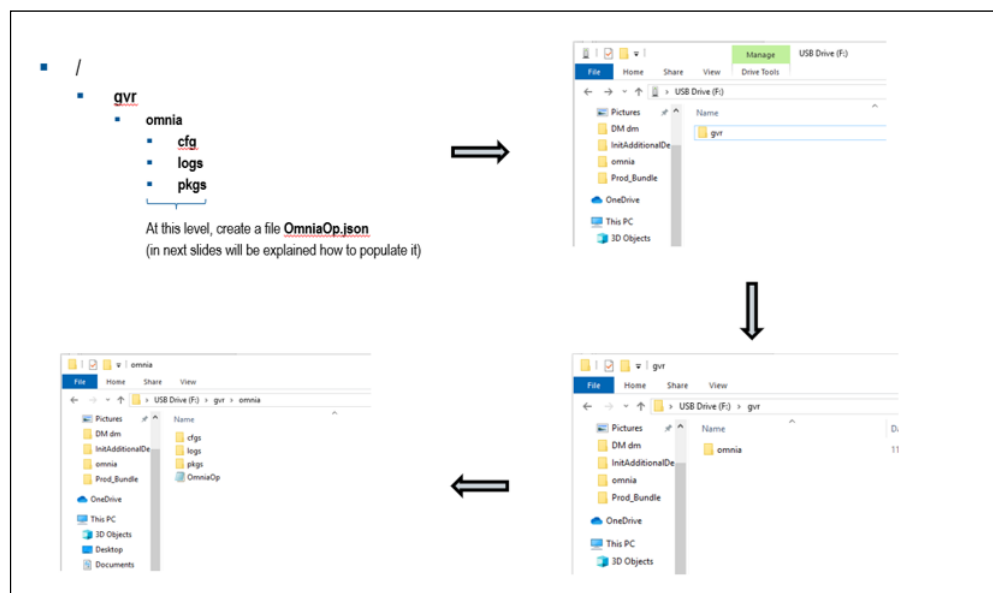 /
gvr
omnia
cfg
logs
pkgs
At this level, create a file OmniaOp.json
(in next slides will be explained how to populate it)
Manage USB Drive (F:)
File Home Share View Drive Tools
USB Drive (F:)
Pictures
DM dm
InitAdditionalDe
omnia
Prod_Bundle
OneDrive
This PC
3D Objects
Name
gvr
omnia
File Home Share View
USB Drive (F:) > gvr > omnia
Pictures
DM dm
InitAdditionalDe
omnia
Prod_Bundle
OneDrive
This PC
3D Objects
Desktop
Documents
Name
cfgs
logs
pkgs
OmniaOp
gvr
File Home Share View
USB Drive (F:) > gvr
Pictures
DM dm
InitAdditionalDe
omnia
Prod_Bundle
OneDrive
This PC
3D Objects
Name
omnia
D
11